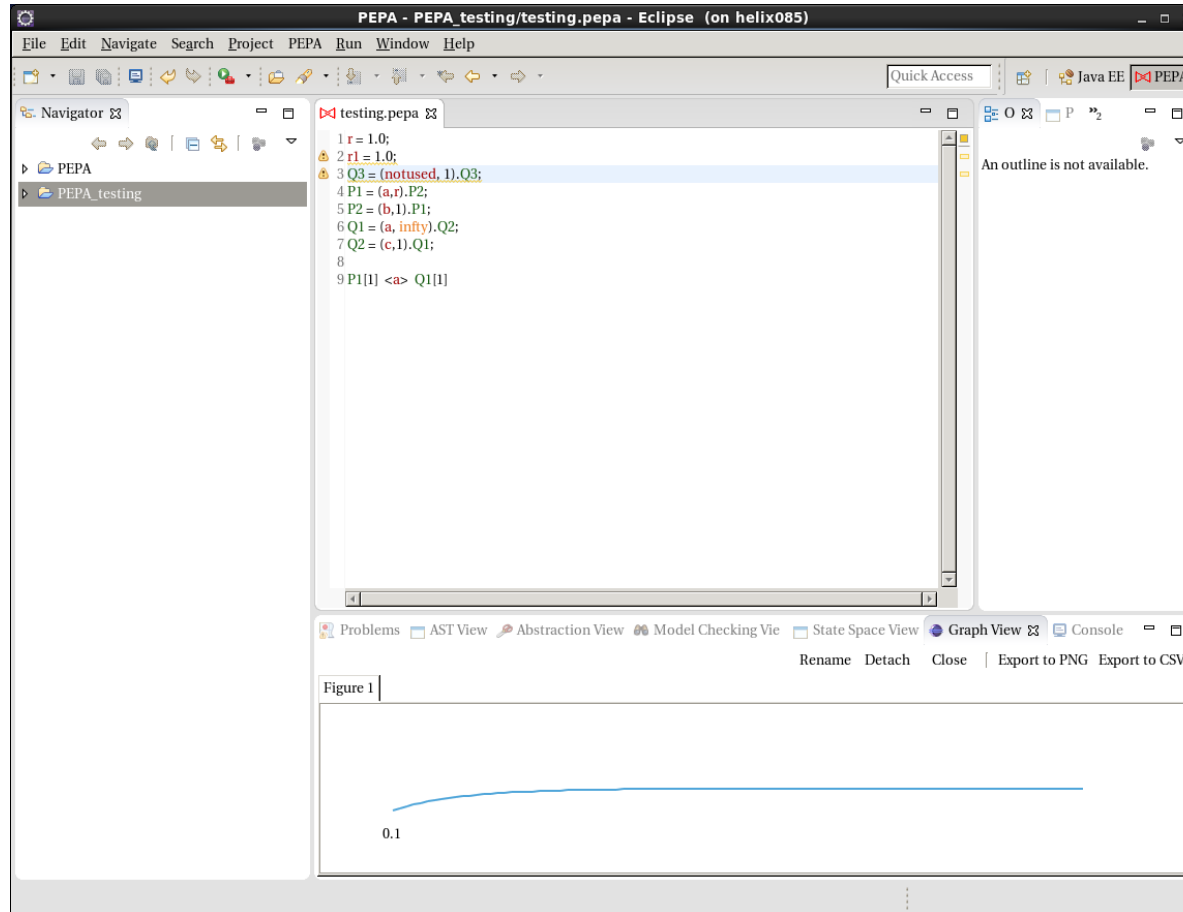 PEPA - PEPA_testing/testing.pepa - Eclipse (on helix085)
File Edit Navigate Search Project PEPA Run Window Help
Quick Access Java EE PEPA
Navigator
testing.pepa
O P »2
PEPA
PEPA_testing
An outline is not available.
1 r = 1.0;
2 r1 = 1.0;
3 Q3 = (notused, 1).Q3;
4 P1 = (a,r).P2;
5 P2 = (b,1).P1;
6 Q1 = (a, infty).Q2;
7 Q2 = (c,1).Q1;
8
9 P1[1] <a> Q1[1]
Problems AST View Abstraction View Model Checking Vie State Space View Graph View Console
Rename Detach Close Export to PNG Export to CSV
Figure 1
0.1